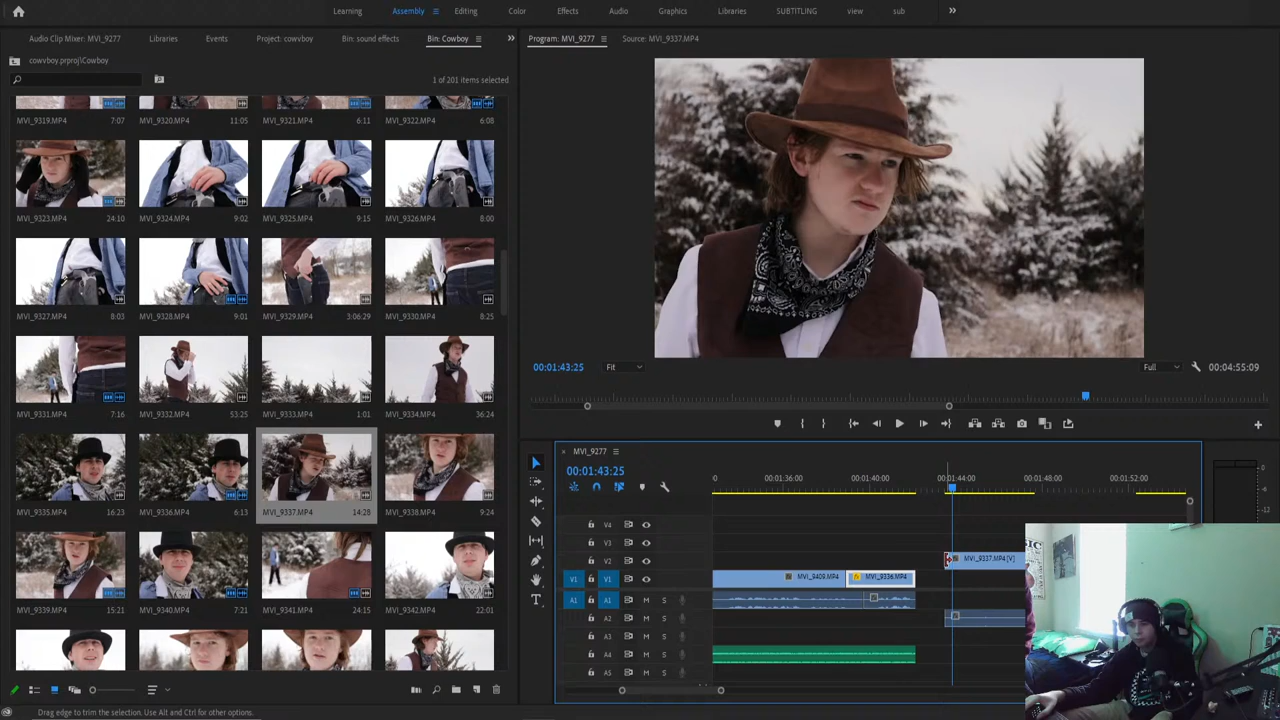 Learning Assembly Editing Color Effects Audio Graphics Libraries SUBTITLING view sub
Audio Clip Mixer: MVI_9277 Libraries Events Project: cowvboy Bin: sound effects Bin: Cowboy
Program: MVI_9277 Source: MVI_9337.MP4
cowvboy.prproj\Cowboy
1 of 201 items selected
MVI_9319.MP4 7:07 MVI_9320.MP4 11:05 MVI_9321.MP4 6:11 MVI_9322.MP4 6:08
MVI_9323.MP4 24:10 MVI_9324.MP4 9:02 MVI_9325.MP4 9:15 MVI_9326.MP4 8:00
MVI_9327.MP4 8:03 MVI_9328.MP4 9:01 MVI_9329.MP4 3:06:29 MVI_9330.MP4 8:25
MVI_9331.MP4 7:16 MVI_9332.MP4 53:25 MVI_9333.MP4 1:01 MVI_9334.MP4 36:24
MVI_9335.MP4 16:23 MVI_9336.MP4 6:13 MVI_9337.MP4 14:28 MVI_9338.MP4 9:24
MVI_9339.MP4 15:21 MVI_9340.MP4 7:21 MVI_9341.MP4 24:15 MVI_9342.MP4 22:01
00:01:43:25 Fit Full 00:04:55:09
MVI_9277
00:01:43:25
0 00:01:36:00 00:01:40:00 00:01:44:00 00:01:48:00 00:01:52:00
V4
V3
V2 MVI_9337.MP4 [V]
V1 V1 MVI_9409.MP4 MVI_9336.MP4
A1 A1 M S
A2 M S
A3 M S
A4 M S
A5 M S
0
-6
-12
Drag edge to trim the selection. Use Alt and Ctrl for other options.